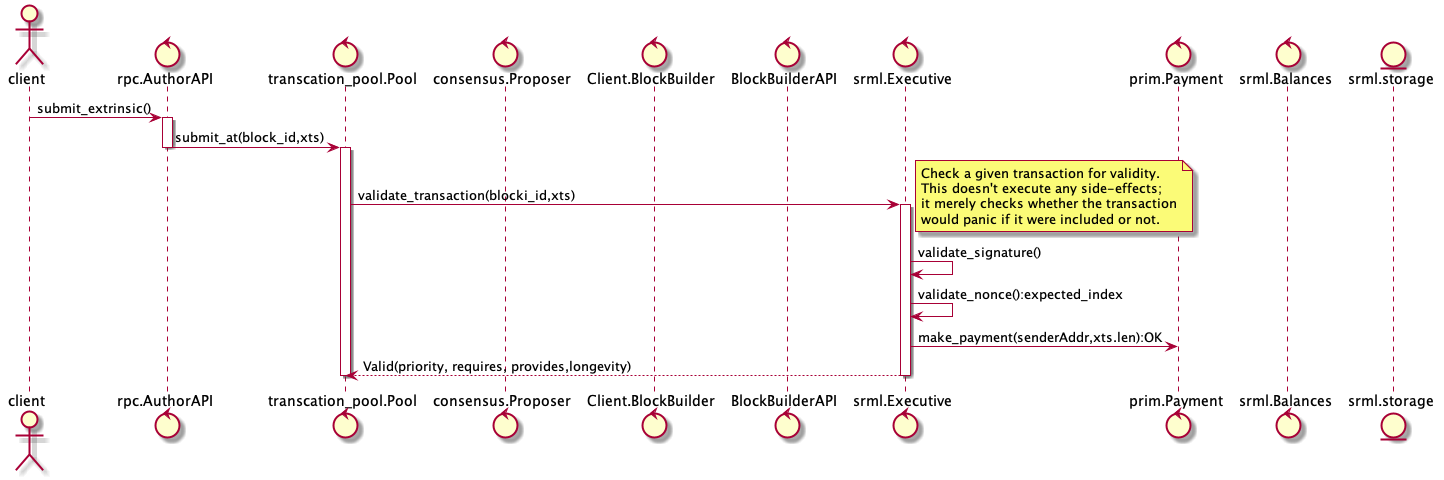 client
rpc.AuthorAPI
transcation_pool.Pool
consensus.Proposer
Client.BlockBuilder
BlockBuilderAPI
srml.Executive
prim.Payment
srml.Balances
srml.storage
submit_extrinsic()
submit_at(block_id,xts)
Check a given transaction for validity.
This doesn't execute any side-effects;
it merely checks whether the transaction
would panic if it were included or not.
validate_transaction(blocki_id,xts)
validate_signature()
validate_nonce():expected_index
make_payment(senderAddr,xts.len):OK
Valid(priority, requires, provides,longevity)
client
rpc.AuthorAPI
transcation_pool.Pool
consensus.Proposer
Client.BlockBuilder
BlockBuilderAPI
srml.Executive
prim.Payment
srml.Balances
srml.storage